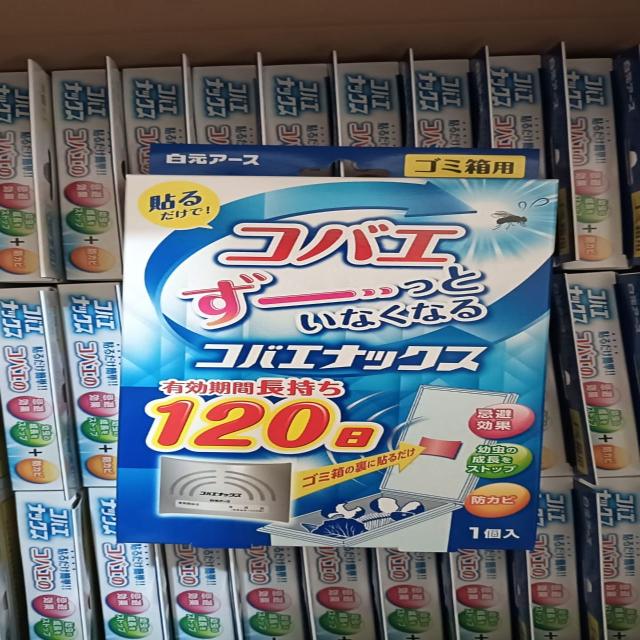 白元アース
ゴミ箱用
貼る
だけで!
コバエ
ずーーっと
いなくなる
コバエナックス
有効期間長持ち
120日
ゴミ箱の裏に貼るだけ
コバエナックス
忌避
効果
幼虫の
成長を
ストップ
防カビ
1個入